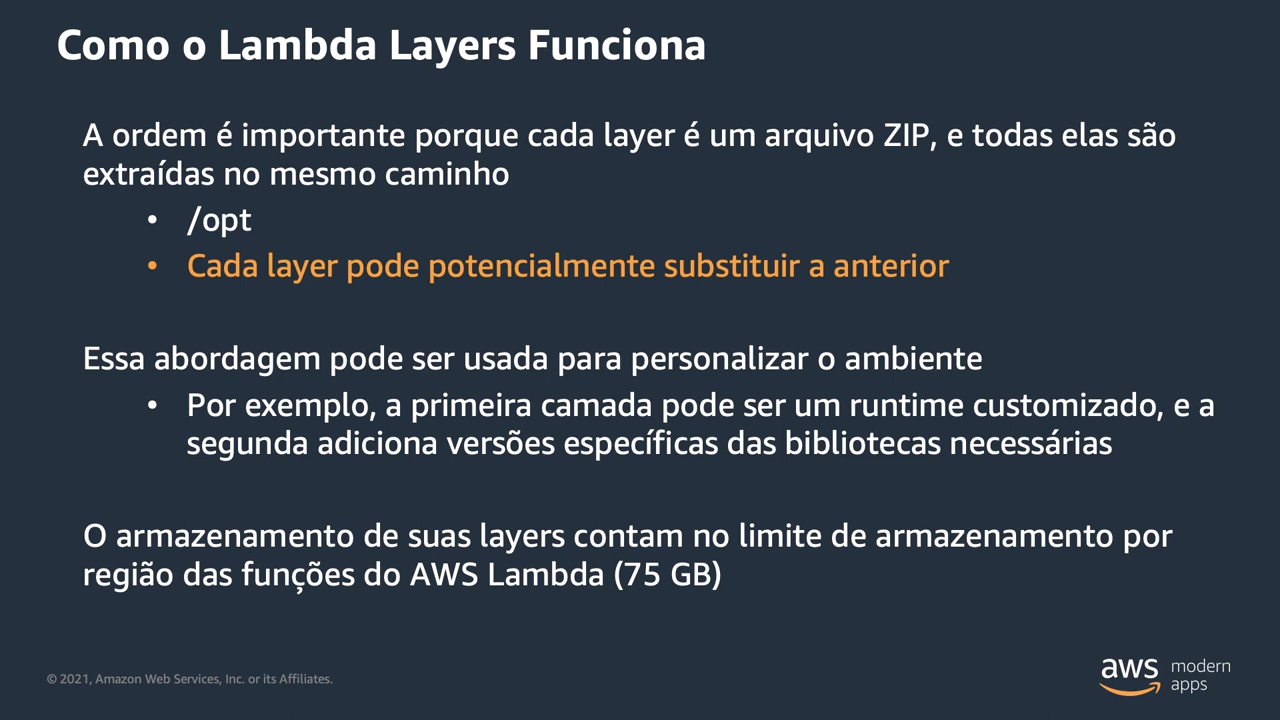 Como o Lambda Layers Funciona
A ordem é importante porque cada layer é um arquivo ZIP, e todas elas são
extraídas no mesmo caminho
• /opt
• Cada layer pode potencialmente substituir a anterior
Essa abordagem pode ser usada para personalizar o ambiente
• Por exemplo, a primeira camada pode ser um runtime customizado, e a
segunda adiciona versões específicas das bibliotecas necessárias
O armazenamento de suas layers contam no limite de armazenamento por
região das funções do AWS Lambda (75 GB)
© 2021, Amazon Web Services, Inc. or its Affiliates.
aws modern
apps